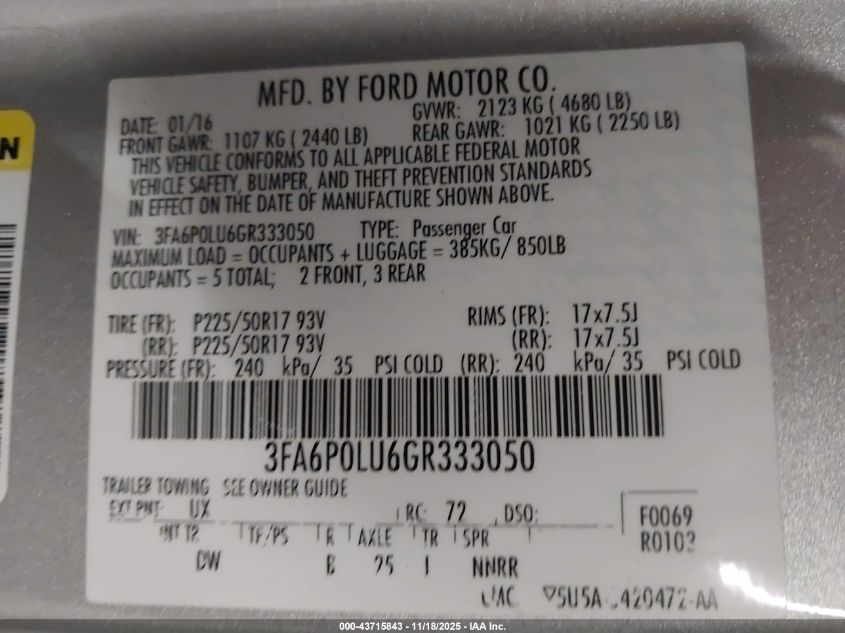 MFD. BY FORD MOTOR CO.
DATE: 01/16 GVWR: 2123 KG ( 4680 LB)
FRONT GAWR: 1107 KG ( 2440 LB) REAR GAWR: 1021 KG ( 2250 LB)
THIS VEHICLE CONFORMS TO ALL APPLICABLE FEDERAL MOTOR
VEHICLE SAFETY, BUMPER, AND THEFT PREVENTION STANDARDS
IN EFFECT ON THE DATE OF MANUFACTURE SHOWN ABOVE.
VIN: 3FA6P0LU6GR333050 TYPE: Passenger Car
MAXIMUM LOAD = OCCUPANTS + LUGGAGE = 385KG/ 850LB
OCCUPANTS = 5 TOTAL; 2 FRONT, 3 REAR
TIRE (FR): P225/50R17 93V RIMS (FR): 17x7.5J
(RR): P225/50R17 93V (RR): 17x7.5J
PRESSURE (FR): 240 kPa/ 35 PSI COLD (RR): 240 kPa/ 35 PSI COLD
3FA6P0LU6GR333050
TRAILER TOWING SEE OWNER GUIDE
EXT PNT: UX RC: 72 DSO: F0069
INT TR TP/PS R AXLE TR SPR R0103
DW B 25 NNRR
000-43715843 - 11/18/2025 - IAA Inc.